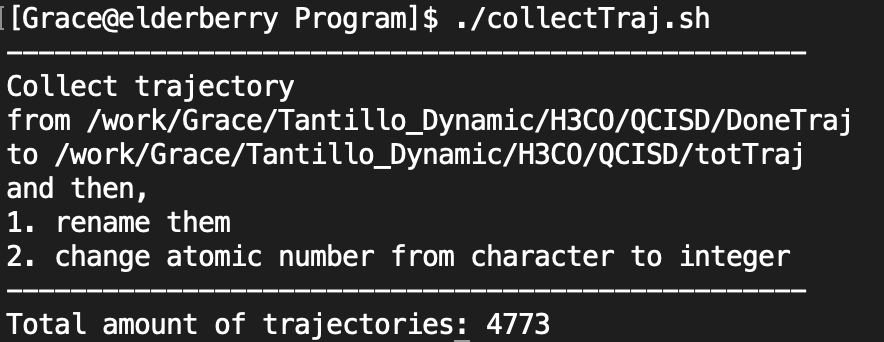 [Grace@elderberry Program]$ ./collectTraj.sh
--------------------------------------------------
Collect trajectory
from /work/Grace/Tantillo_Dynamic/H3CO/QCISD/DoneTraj
to /work/Grace/Tantillo_Dynamic/H3CO/QCISD/totTraj
and then,
1. rename them
2. change atomic number from character to integer
--------------------------------------------------
Total amount of trajectories: 4773